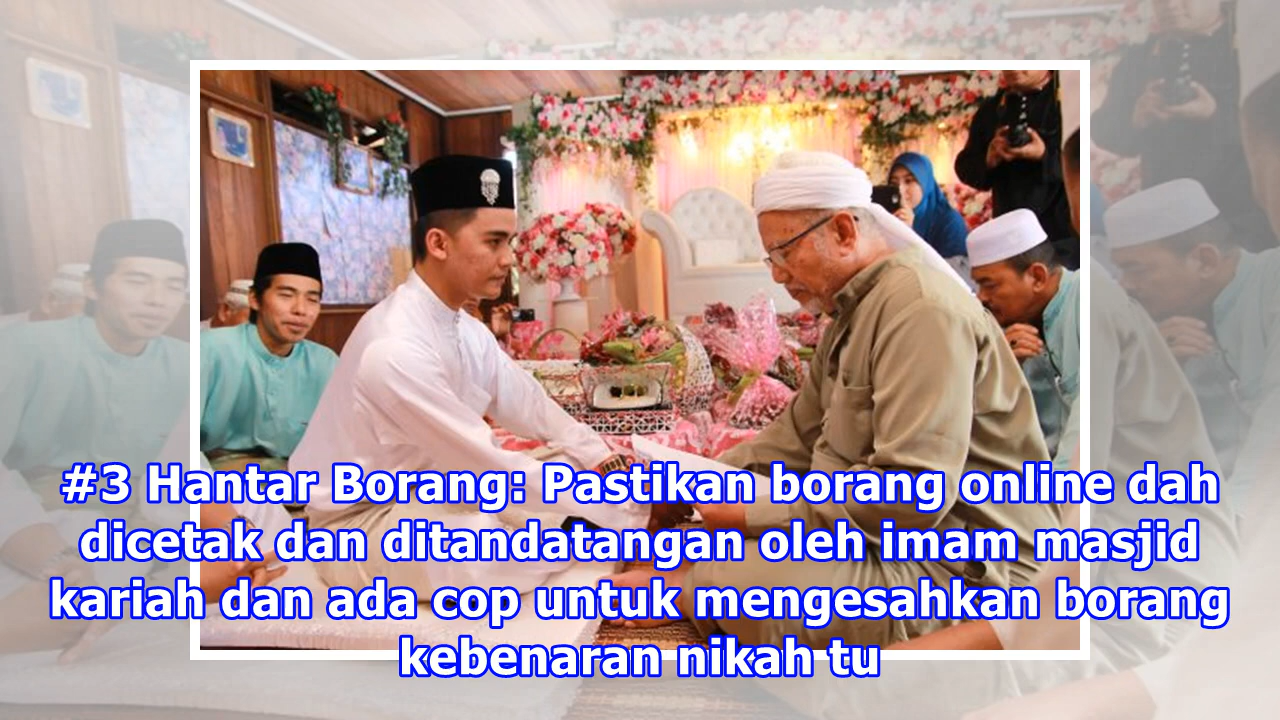 #3 Hantar Borang: Pastikan borang online dah
dicetak dan ditandatangan oleh imam masjid
kariah dan ada cop untuk mengesahkan borang
kebenaran nikah tu